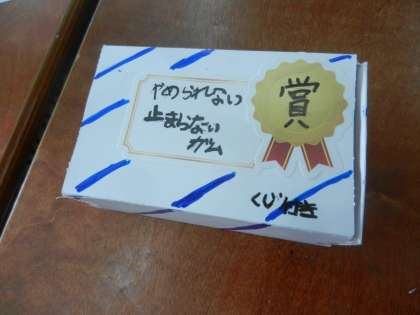 やめられない
止まらない
ガム
賞
くじ付き